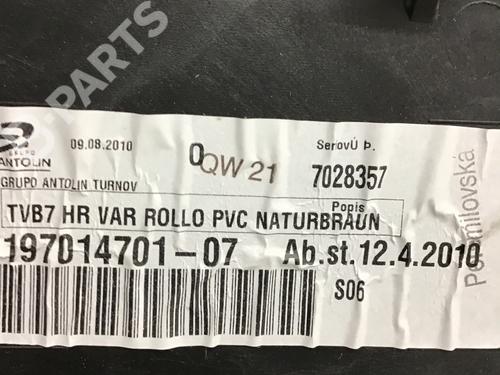 B-PARTS
GRUPO
ANTOLIN
09.08.2010
0QW 21
SerovÚ Þ.
7028357
GRUPO ANTOLIN TURNOV
Popis
TVB7 HR VAR ROLLO PVC NATURBRAUN
197014701-07 Ab.st.12.4.2010
S06